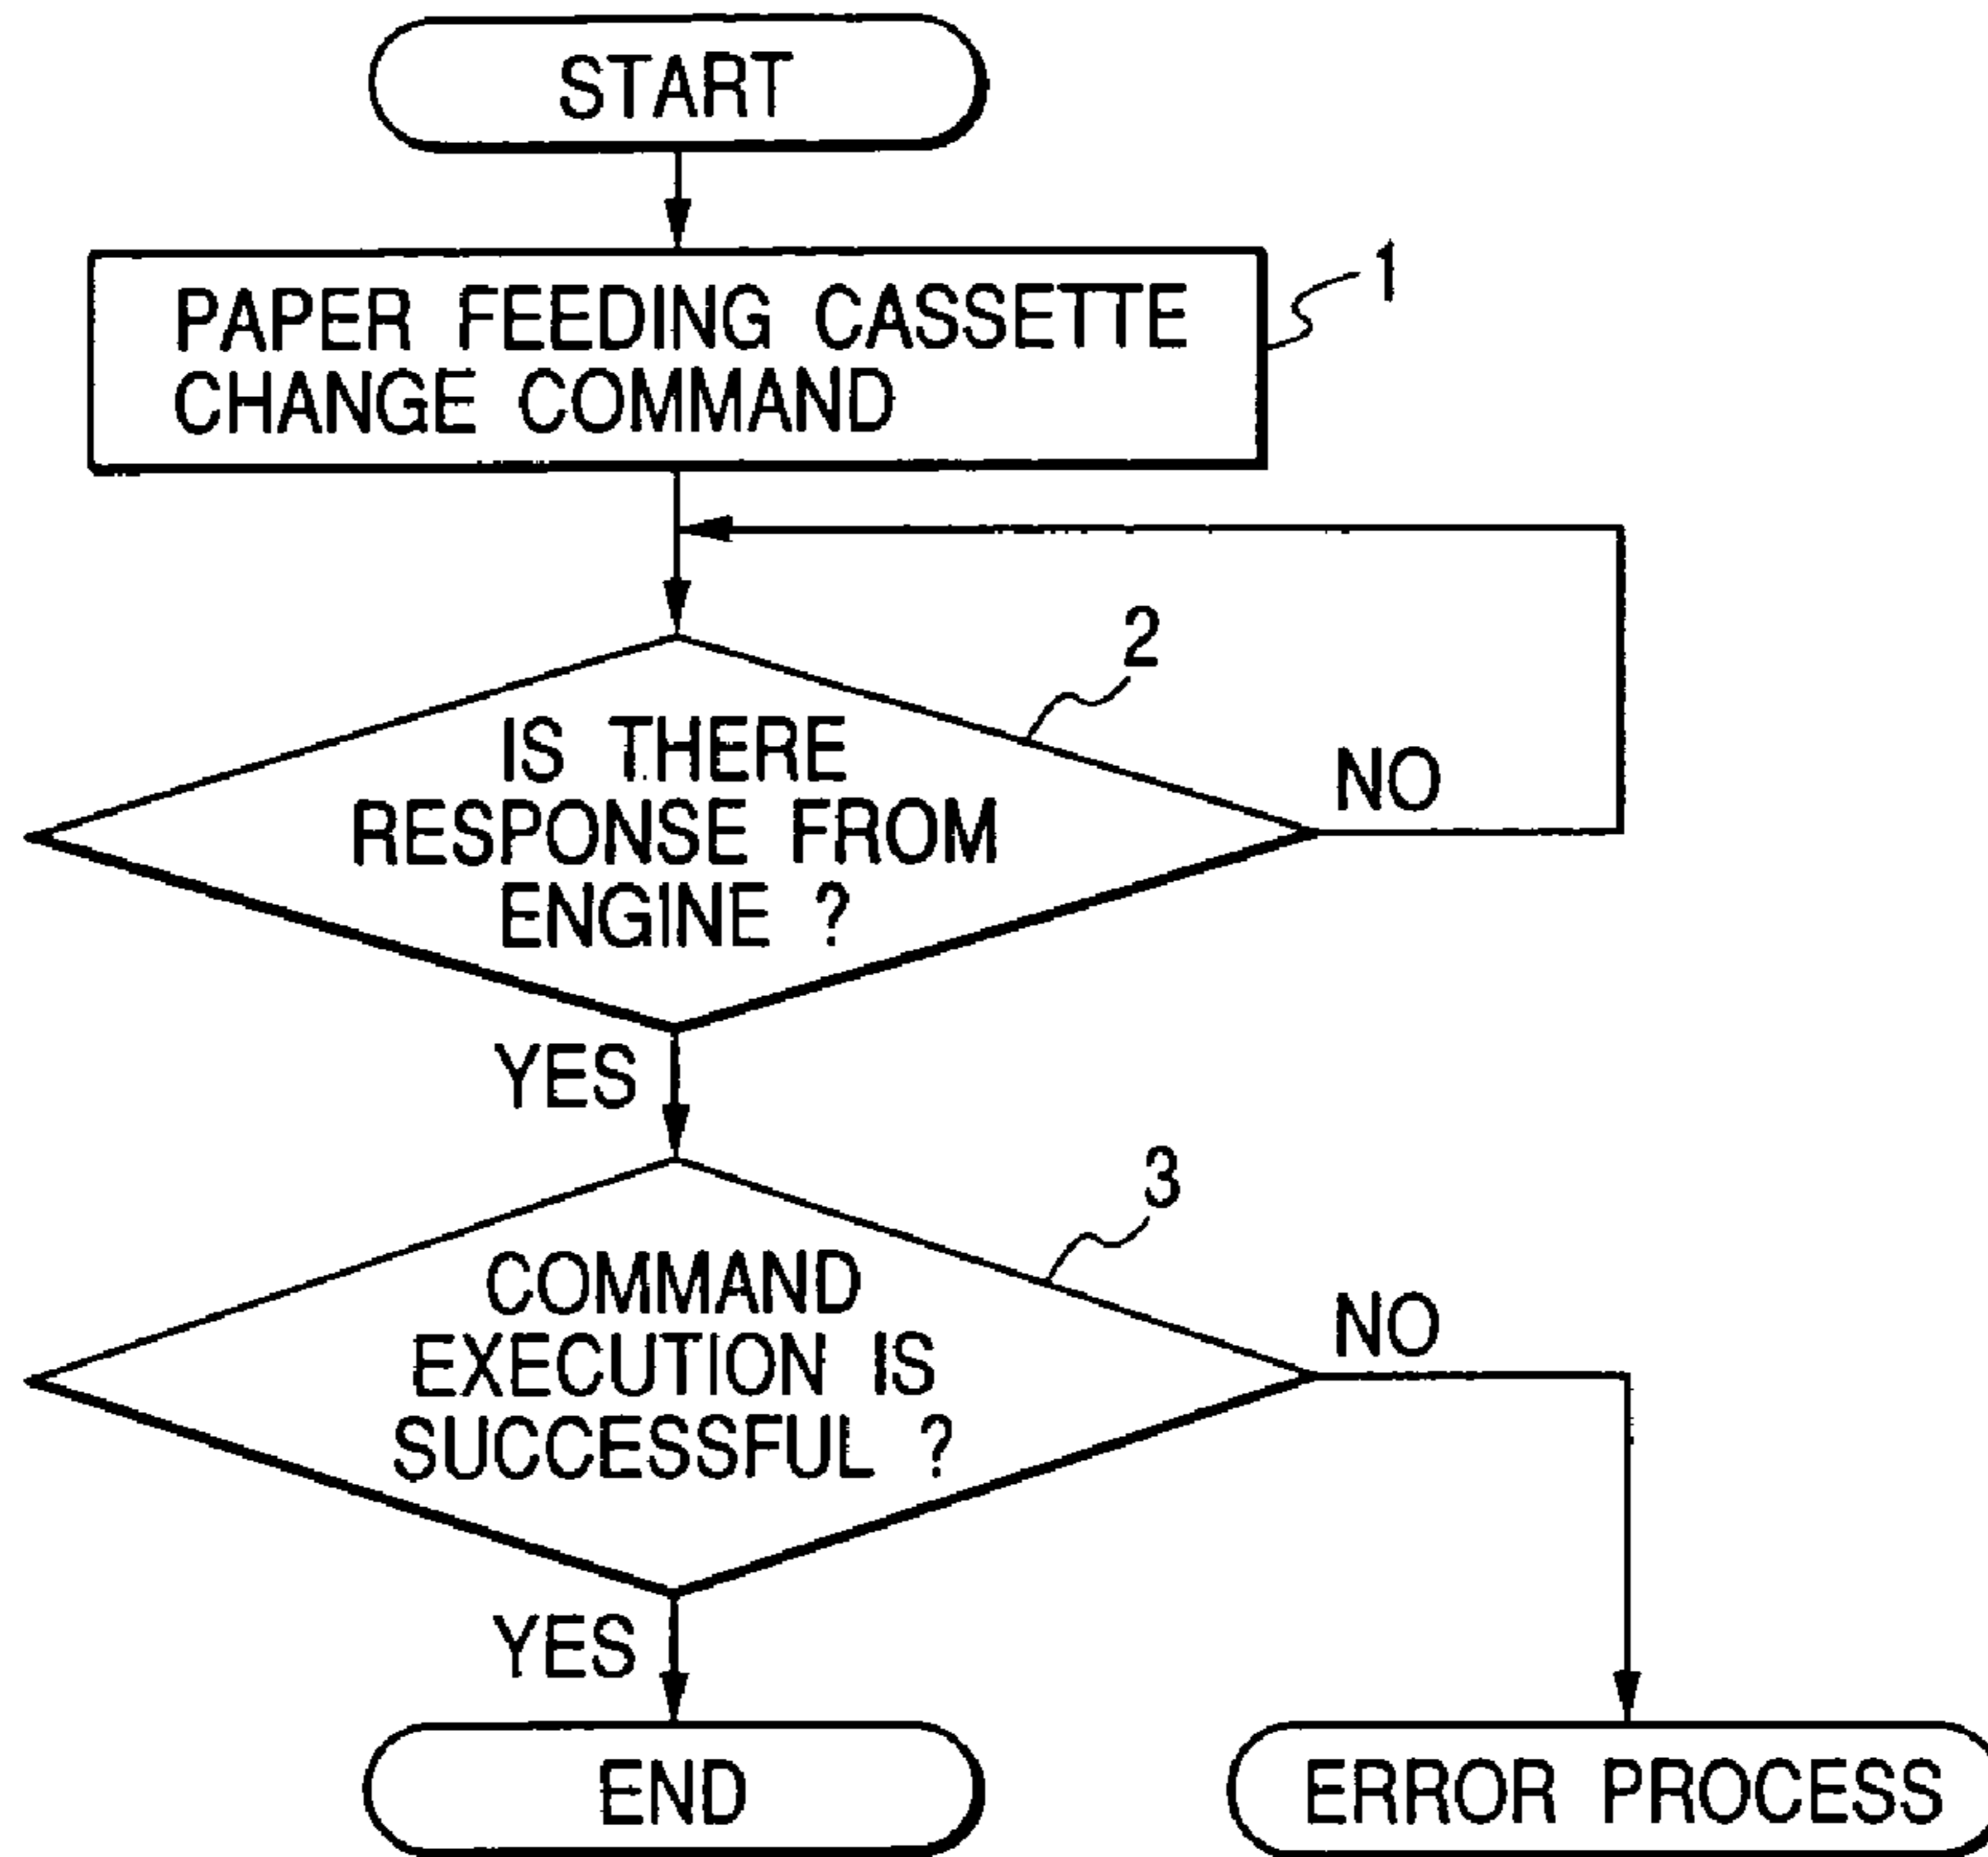 START
PAPER FEEDING CASSETTE
CHANGE COMMAND
1
2
IS THERE
RESPONSE FROM
ENGINE ?
NO
YES
3
COMMAND
EXECUTION IS
SUCCESSFUL ?
NO
YES
END
ERROR PROCESS